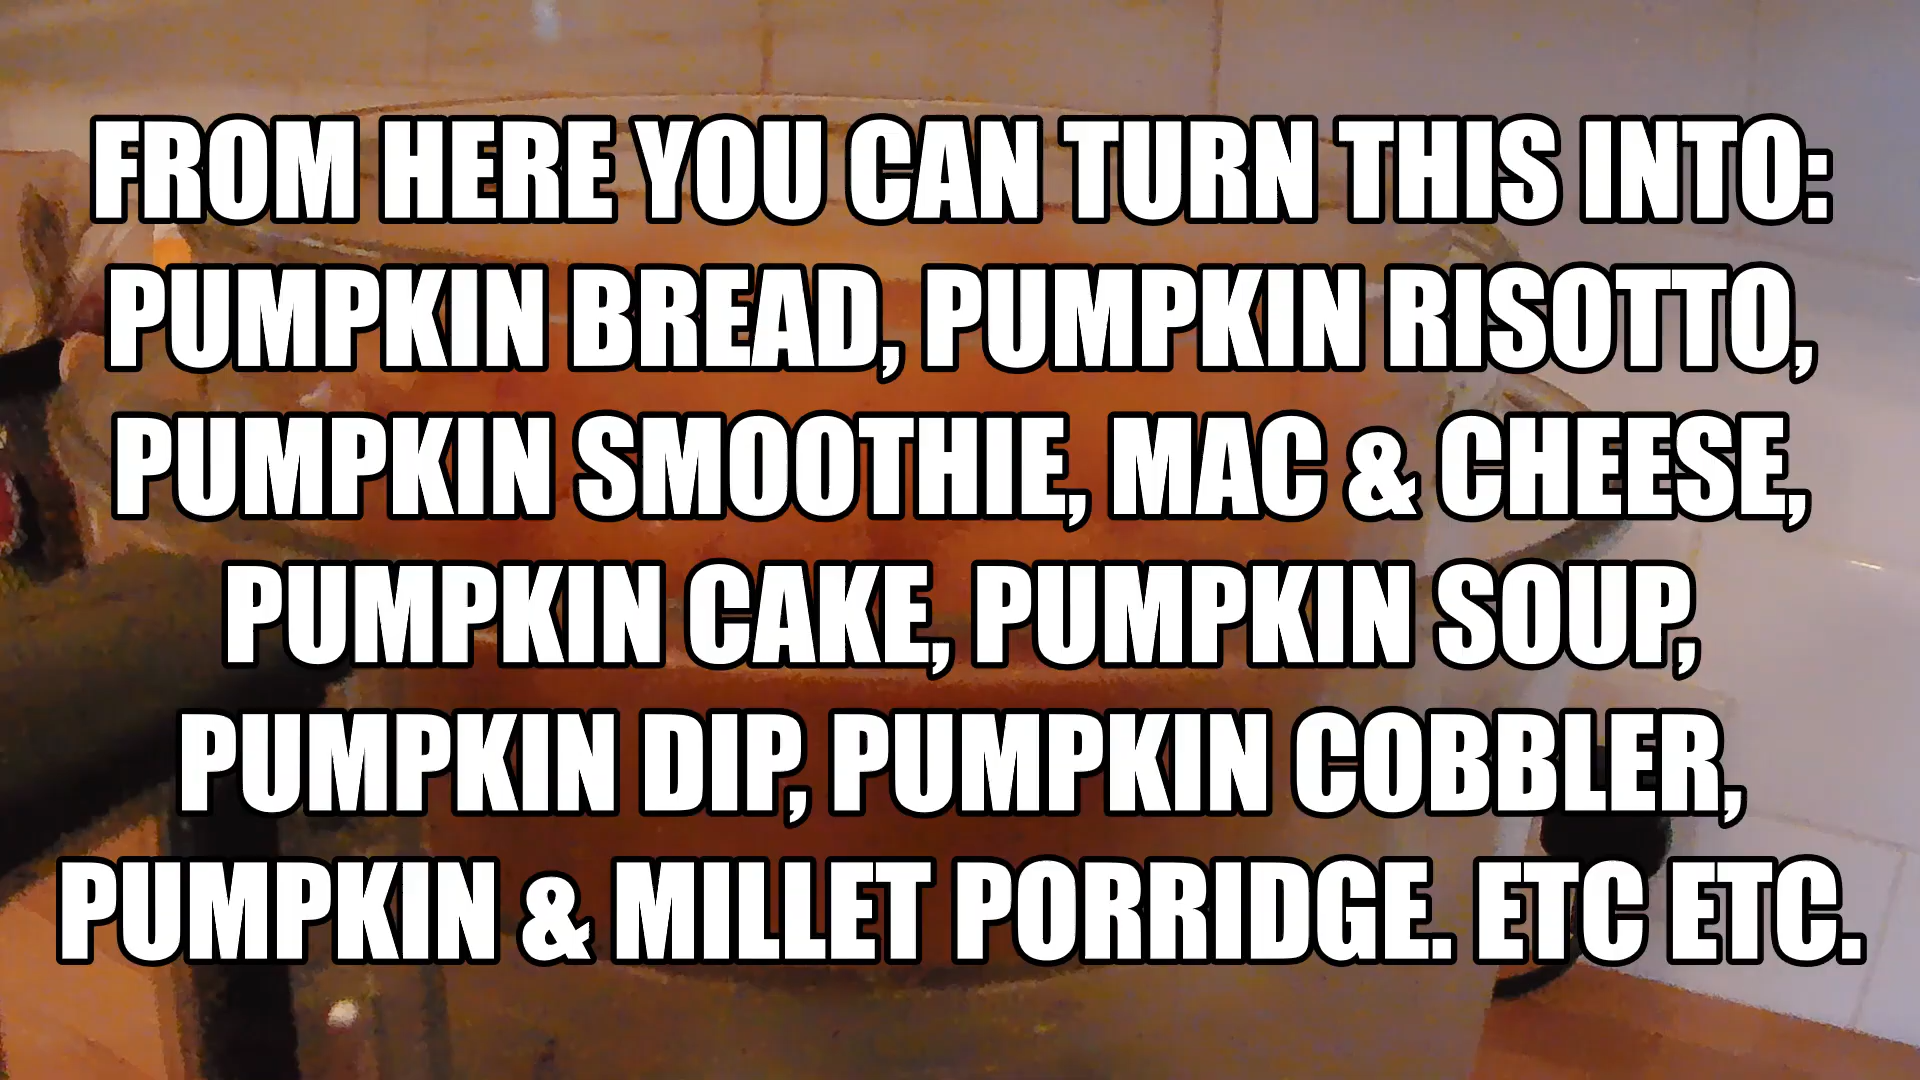 FROM HERE YOU CAN TURN THIS INTO:
PUMPKIN BREAD, PUMPKIN RISOTTO,
PUMPKIN SMOOTHIE, MAC & CHEESE,
PUMPKIN CAKE, PUMPKIN SOUP,
PUMPKIN DIP, PUMPKIN COBBLER,
PUMPKIN & MILLET PORRIDGE. ETC ETC.